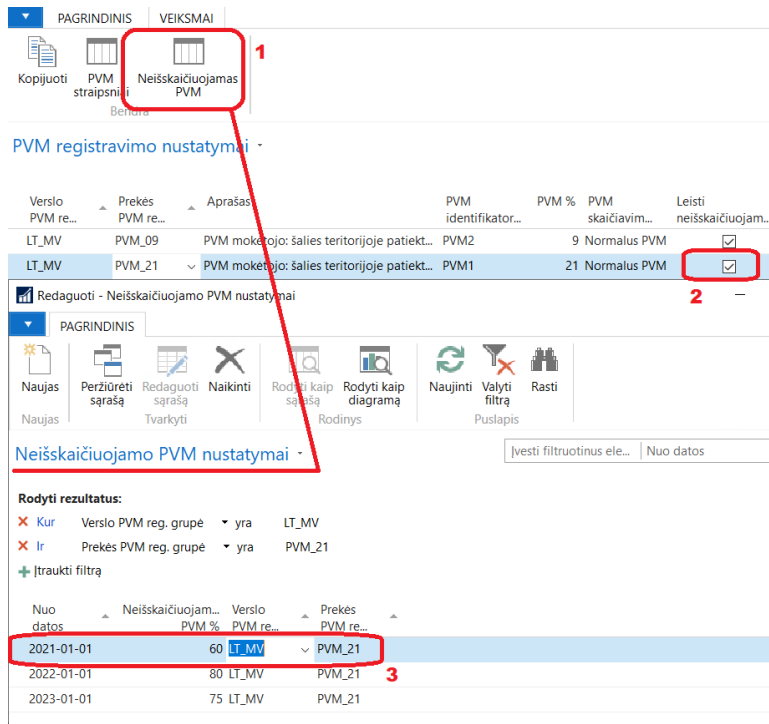 PAGRINDINIS VEIKSMAI
1
Kopijuoti PVM straipsniai Neišskaičiuojamas PVM
Bendra
PVM registravimo nustatymai
Verslo PVM re... Prekės PVM re... Aprašas PVM identifikator... PVM % PVM skaičiavim... Leisti neišskaičiuojam...
LT_MV PVM_09 PVM mokėtojo: šalies teritorijoje patiekt... PVM2 9 Normalus PVM
LT_MV PVM_21 PVM mokėtojo: šalies teritorijoje patiekt... PVM1 21 Normalus PVM
2
Redaguoti - Neišskaičiuojamo PVM nustatymai
PAGRINDINIS
Naujas Peržiūrėti sąrašą Redaguoti sąrašą Naikinti Rodyti kaip sąrašą Rodyti kaip diagramą Naujinti Valyti filtrą Rasti
Naujas Tvarkyti Rodinys Puslapis
Neišskaičiuojamo PVM nustatymai
Įvesti filtruotinus ele... Nuo datos
Rodyti rezultatus:
Kur Verslo PVM reg. grupė yra LT_MV
Ir Prekės PVM reg. grupė yra PVM_21
Įtraukti filtrą
Nuo datos Neišskaičiuojam... PVM % Verslo PVM re... Prekės PVM re...
2021-01-01 60 LT_MV PVM_21
3
2022-01-01 80 LT_MV PVM_21
2023-01-01 75 LT_MV PVM_21